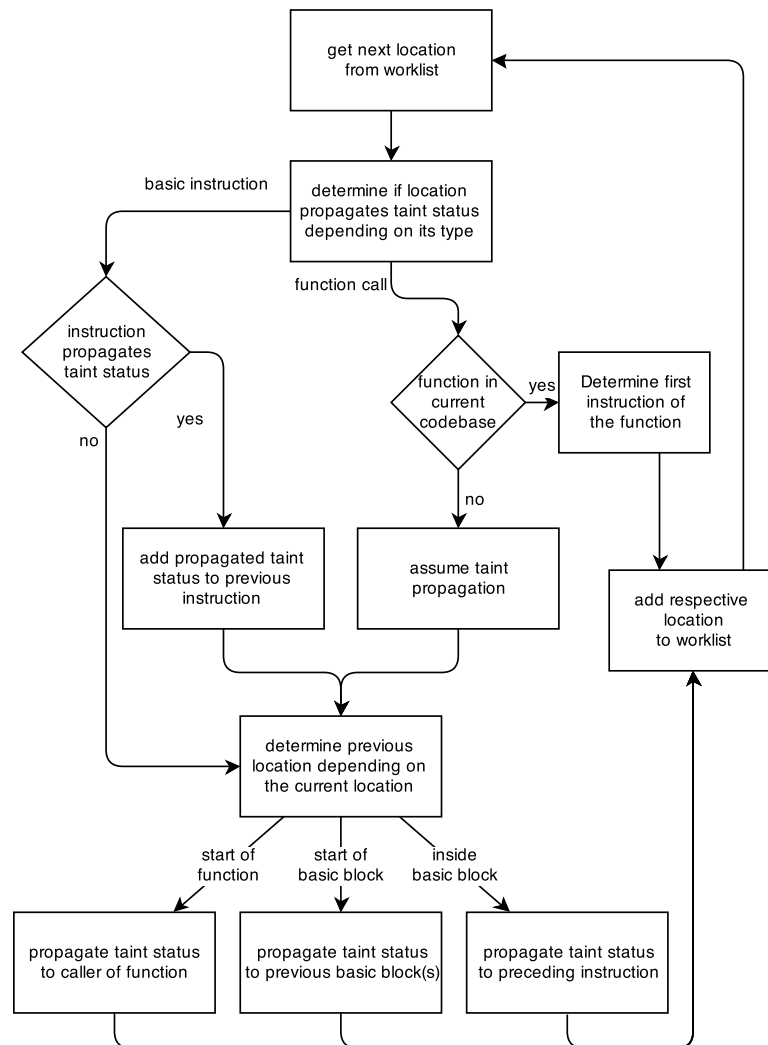 get next location
from worklist
basic instruction
determine if location
propagates taint status
depending on its type
function call
instruction
propagates
taint status
function in
current
codebase
yes
Determine first
instruction of
the function
yes
no
no
add propagated taint
status to previous
instruction
assume taint
propagation
add respective
location
to worklist
determine previous
location depending on
the current location
start of
function
start of
basic block
inside
basic block
propagate taint status
to caller of function
propagate taint status
to previous basic block(s)
propagate taint status
to preceding instruction